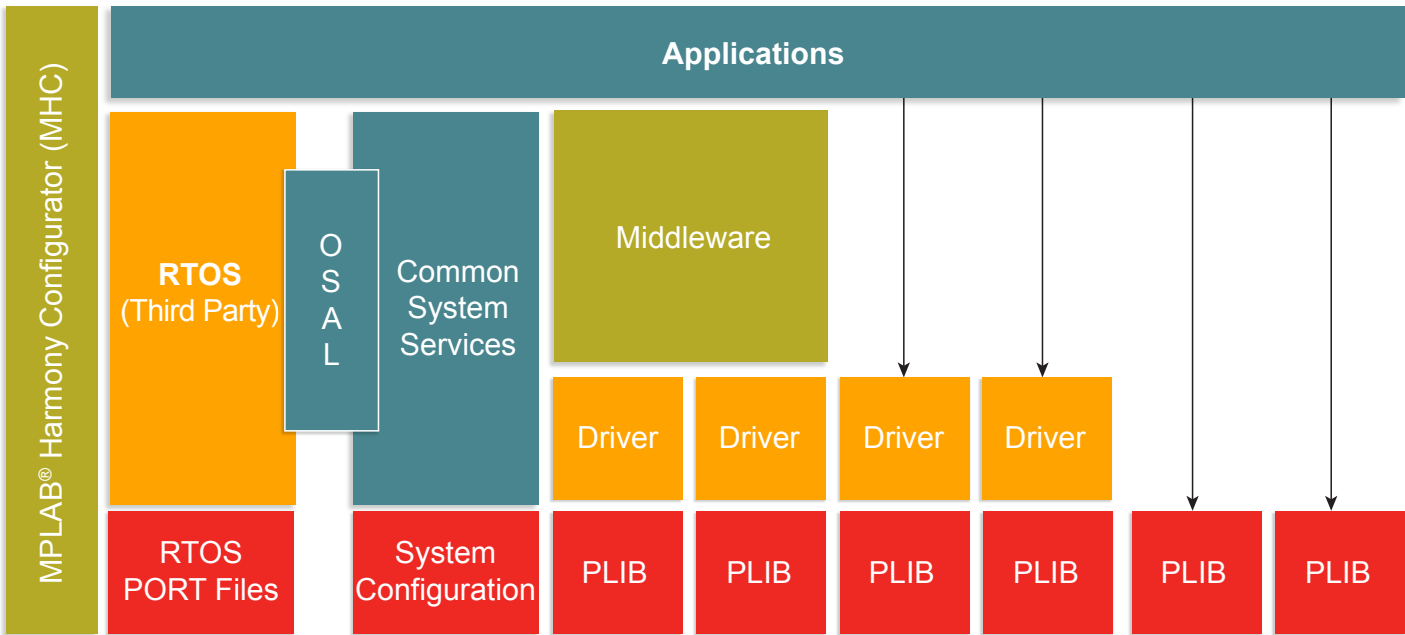 MPLAB® Harmony Configurator (MHC)
Applications
RTOS
(Third Party)
O
S
A
L
Common
System
Services
Middleware
Driver
Driver
Driver
Driver
RTOS
PORT Files
System
Configuration
PLIB
PLIB
PLIB
PLIB
PLIB
PLIB